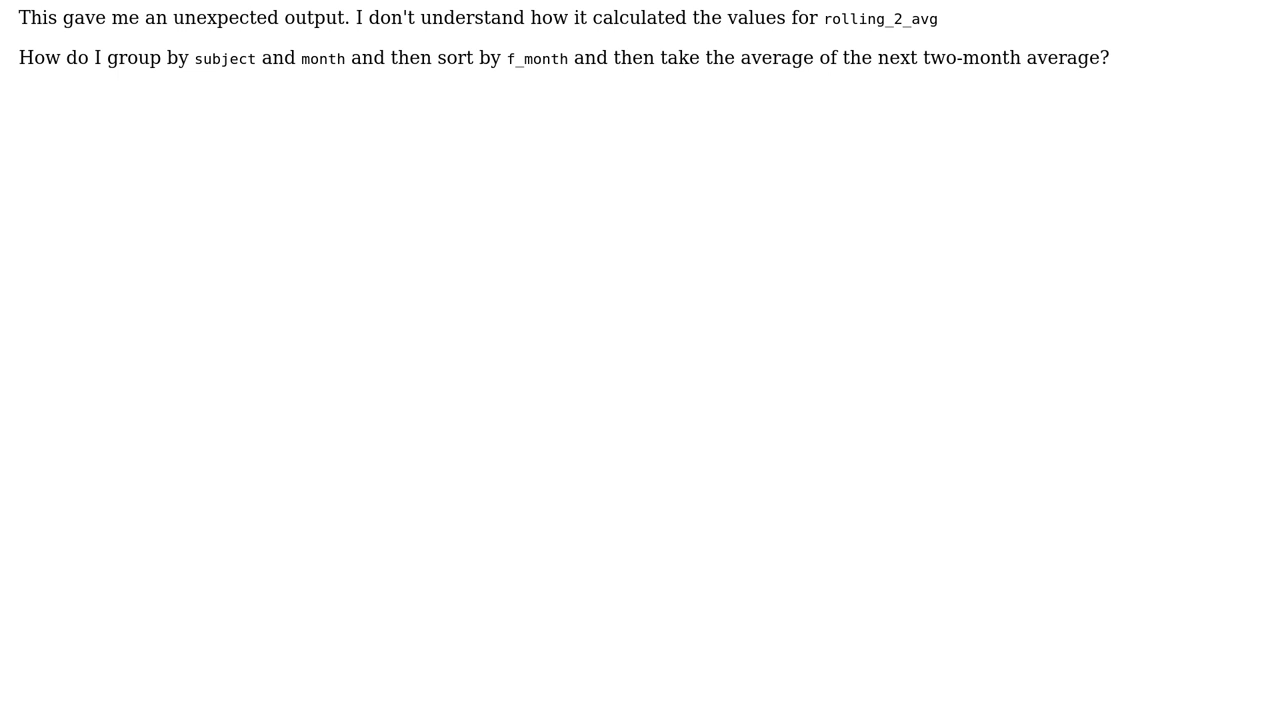 This gave me an unexpected output. I don't understand how it calculated the values for rolling_2_avg
How do I group by subject and month and then sort by f_month and then take the average of the next two-month average?